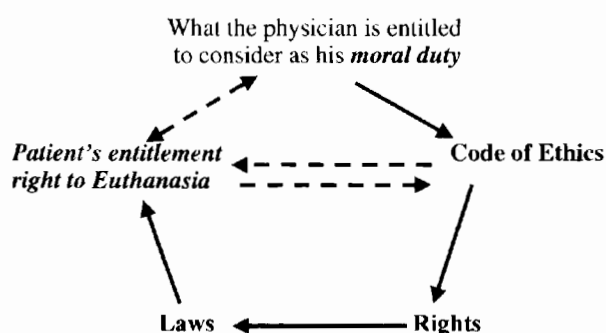 What the physician is entitled
to consider as his moral duty
Patient's entitlement
right to Euthanasia
Code of Ethics
Laws
Rights